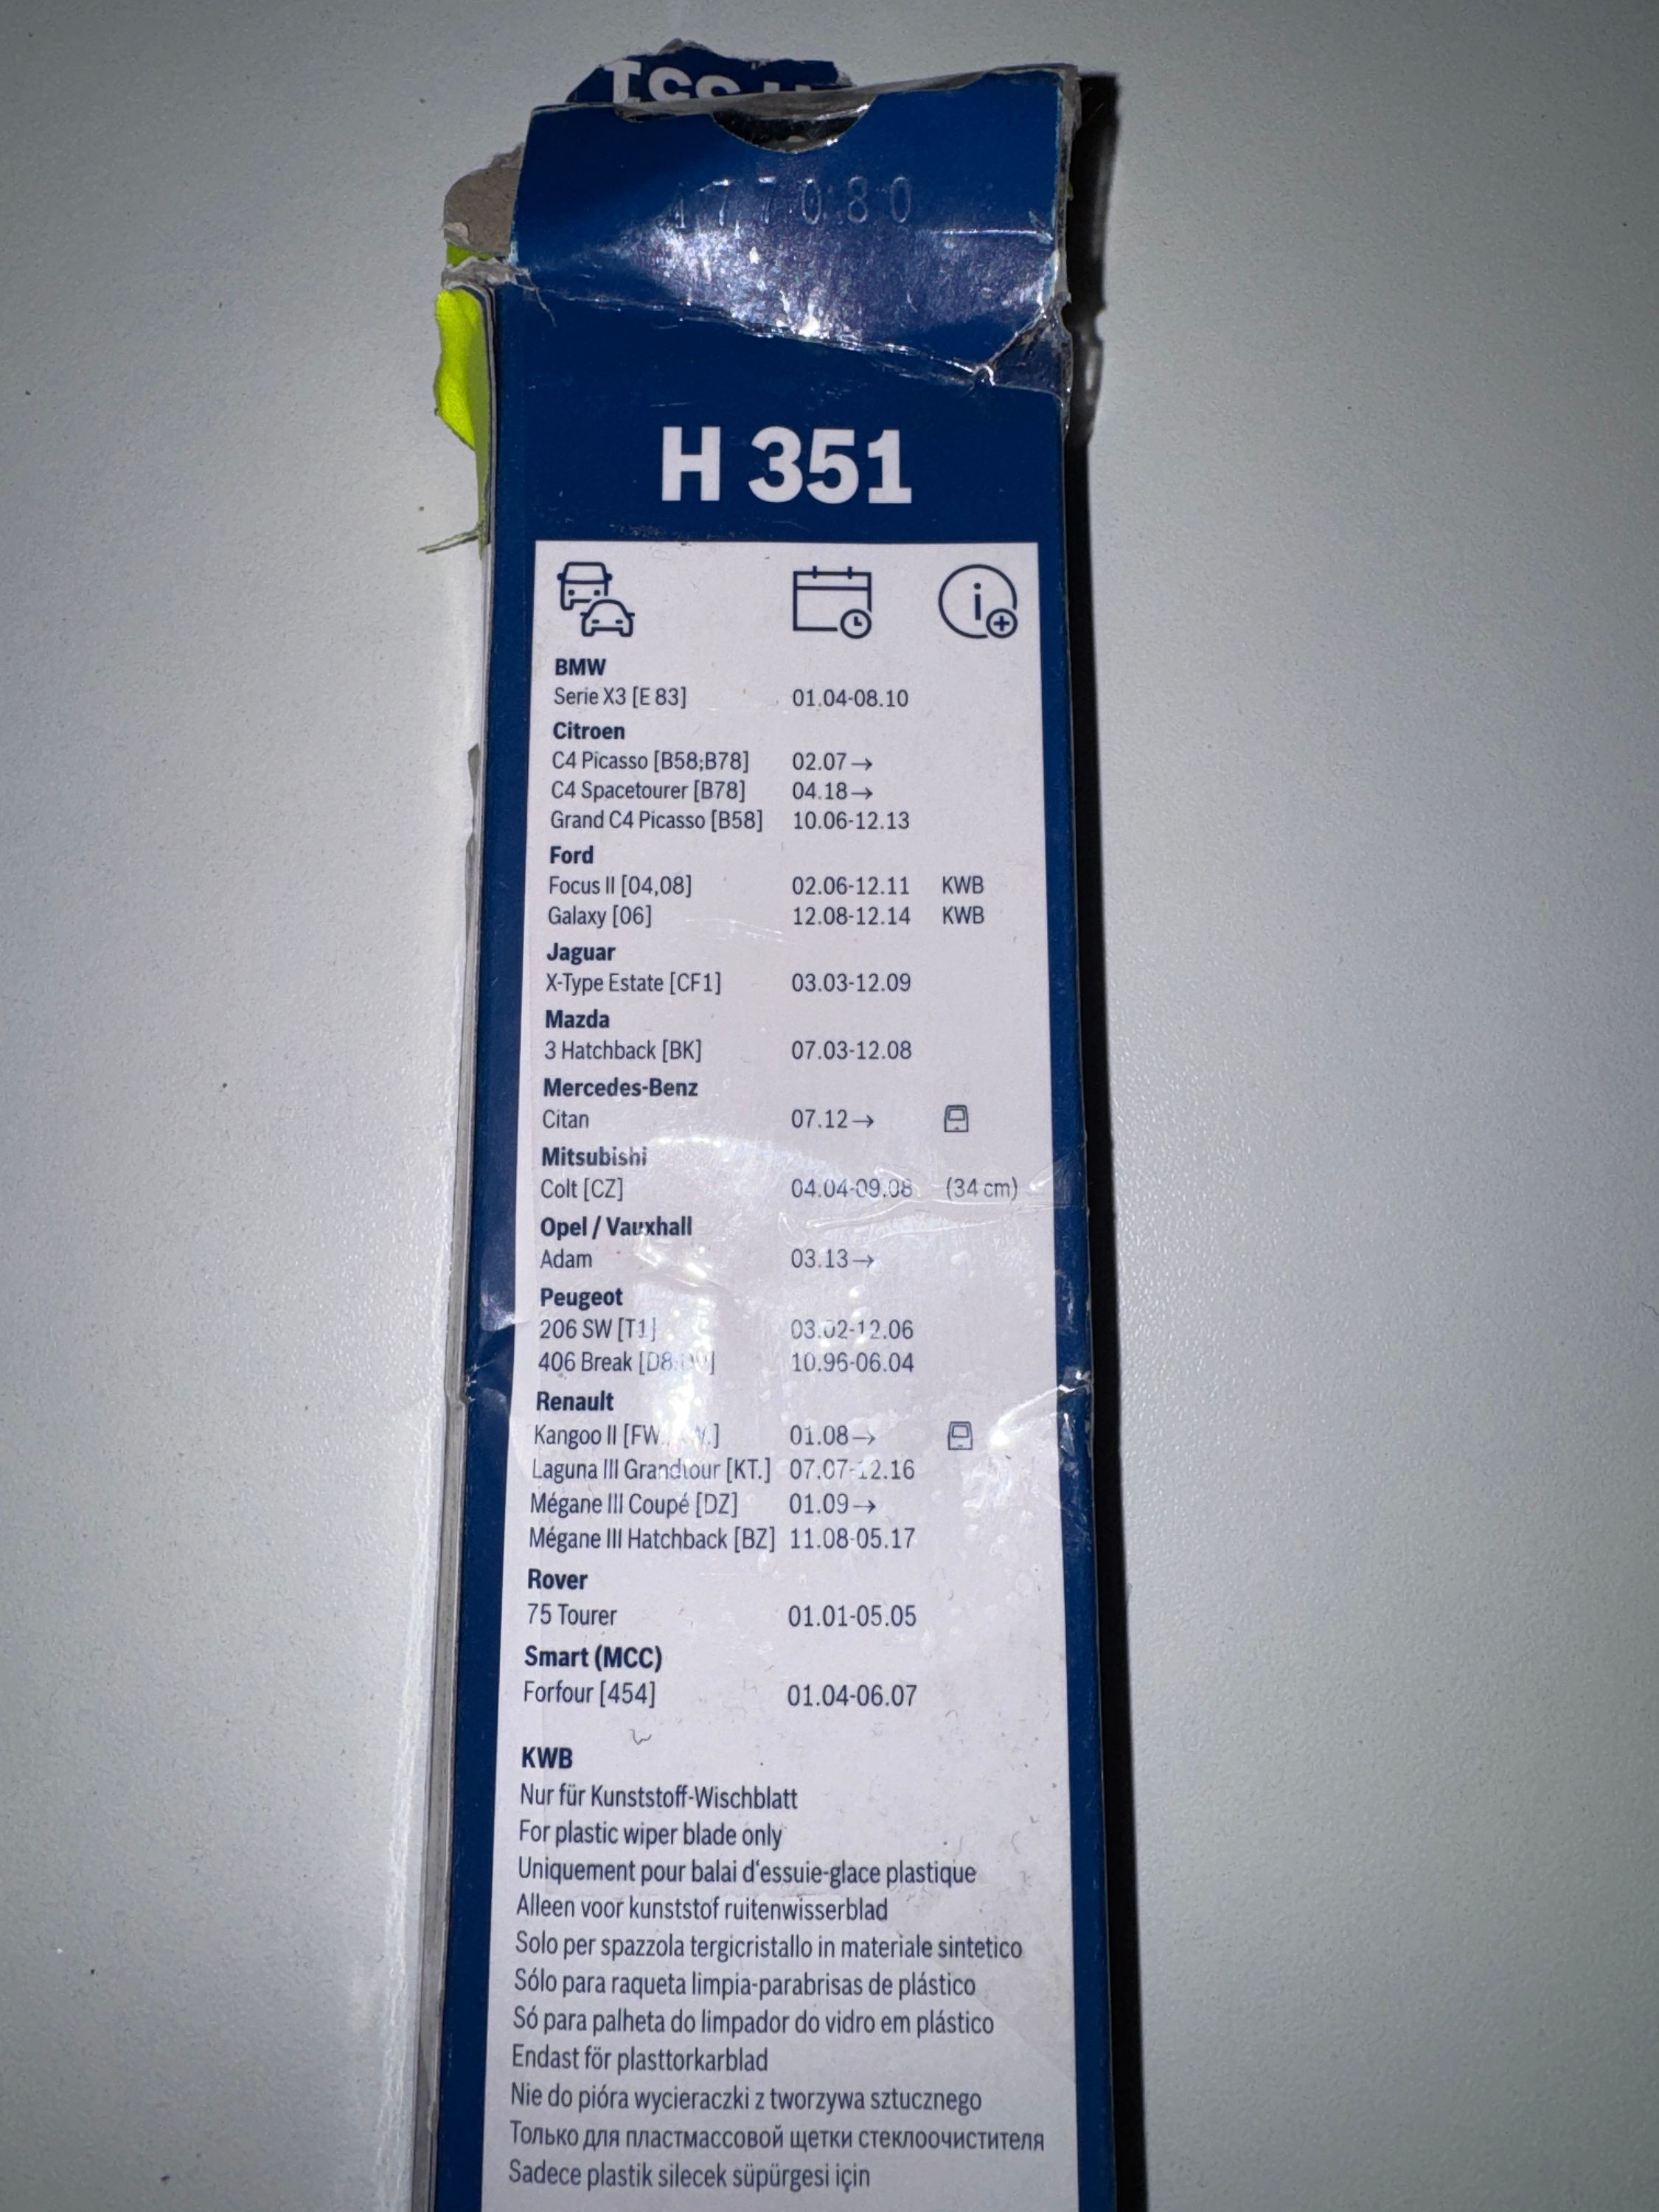 177080
H 351
BMW
Serie X3 [E 83] 01.04-08.10
Citroen
C4 Picasso [B58;B78] 02.07→
C4 Spacetourer [B78] 04.18→
Grand C4 Picasso [B58] 10.06-12.13
Ford
Focus II [04,08] 02.06-12.11 KWB
Galaxy [06] 12.08-12.14 KWB
Jaguar
X-Type Estate [CF1] 03.03-12.09
Mazda
3 Hatchback [BK] 07.03-12.08
Mercedes-Benz
Citan 07.12→
Mitsubishi
Colt [CZ] 04.04-09.08 (34 cm)
Opel / Vauxhall
Adam 03.13→
Peugeot
206 SW [T1] 03.02-12.06
406 Break 10.96-06.04
Renault
Kangoo II 01.08→
Laguna III Grandtour [KT.] 07.07-12.16
Mégane III Coupé [DZ] 01.09→
Mégane III Hatchback [BZ] 11.08-05.17
Rover
75 Tourer 01.01-05.05
Smart (MCC)
Forfour [454] 01.04-06.07
KWB
Nur für Kunststoff-Wischblatt
For plastic wiper blade only
Uniquement pour balai d'essuie-glace plastique
Alleen voor kunststof ruitenwisserblad
Solo per spazzola tergicristallo in materiale sintetico
Sólo para raqueta limpia-parabrisas de plástico
Só para palheta do limpador do vidro em plástico
Endast för plasttorkarblad
Nie do pióra wycieraczki z tworzywa sztucznego
Только для пластмассовой щетки стеклоочистителя
Sadece plastik silecek süpürgesi için